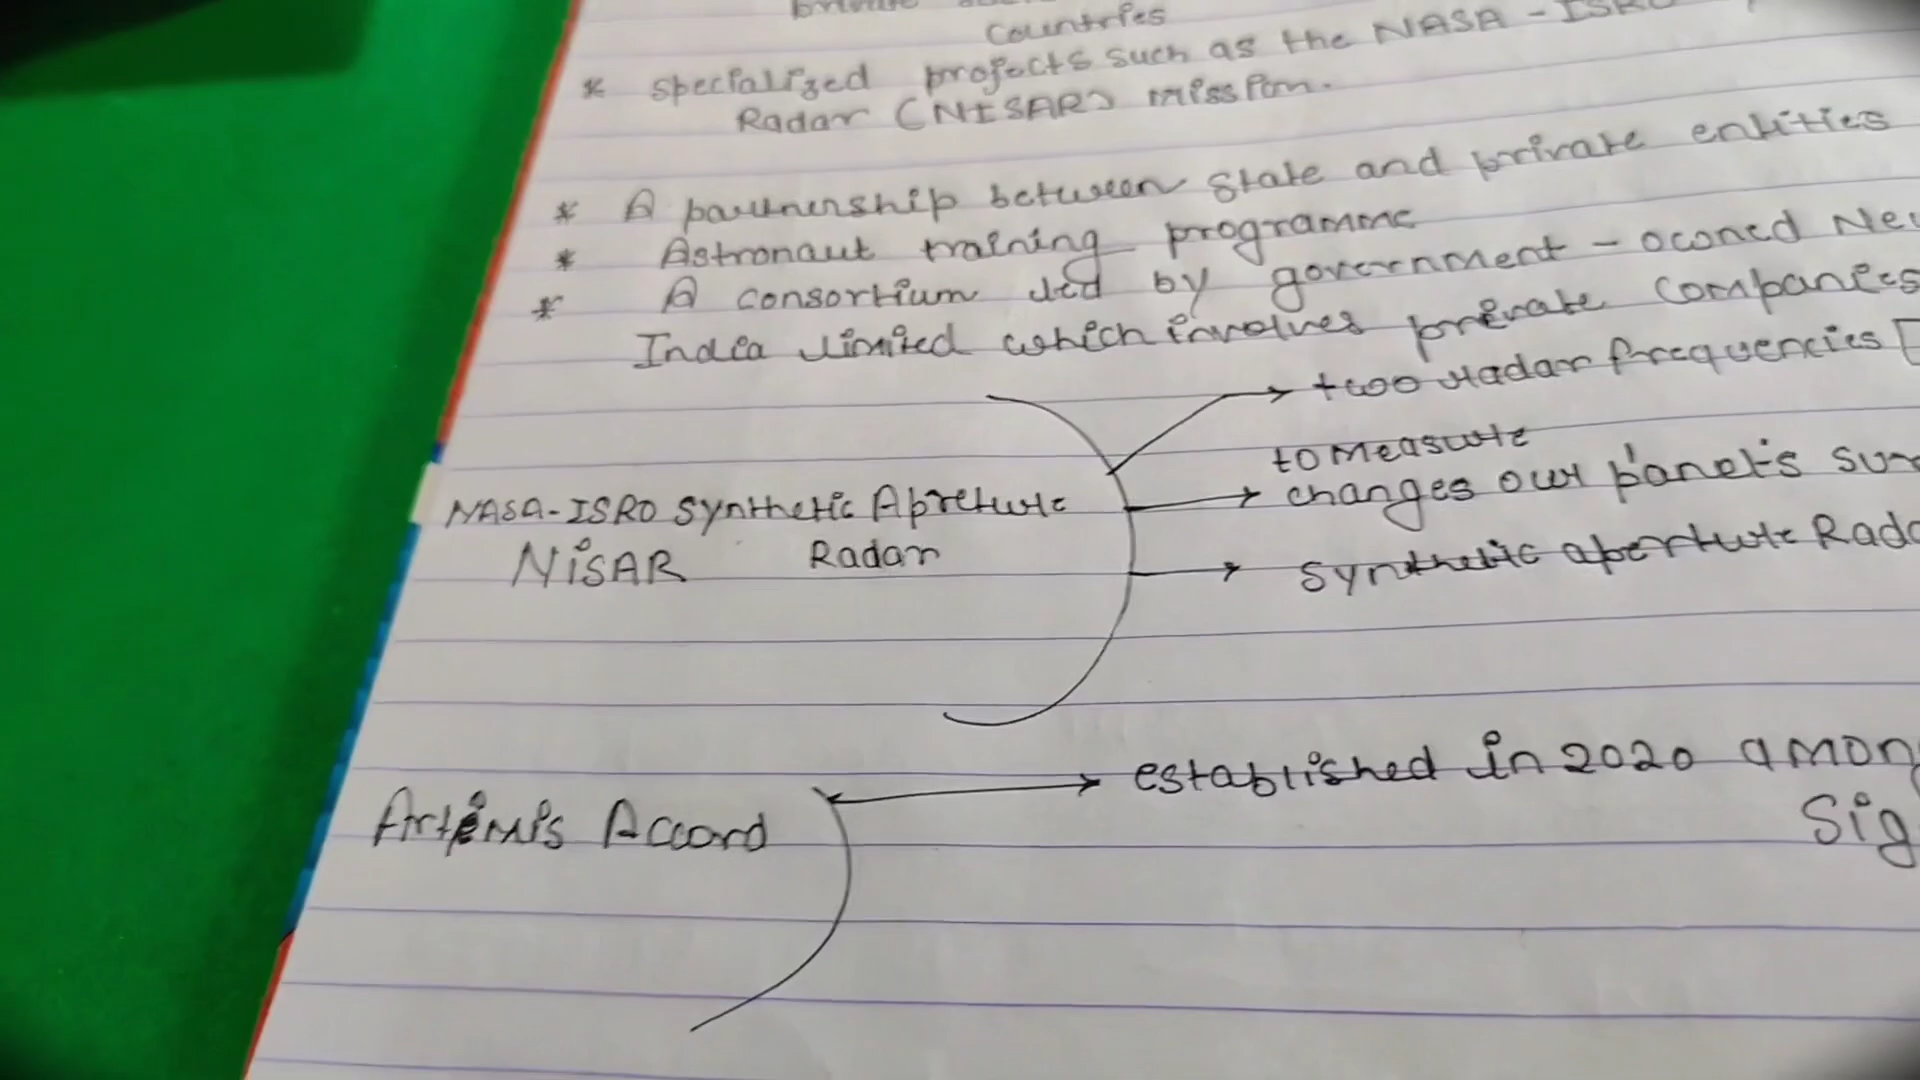 Countries
* specialized projects such as the NASA - ISRO
Radar (NISAR) mission.
* A partnership between state and private entities
* Astronaut training programme
* A consortium led by government - owned New
India limited which involves private companies
two radar frequencies [
to measure
changes our planet's sur
NASA-ISRO Synthetic Apreture
synthetic aperture Rada
NISAR Radar
established in 2020 among
Artemis Accord
Sig